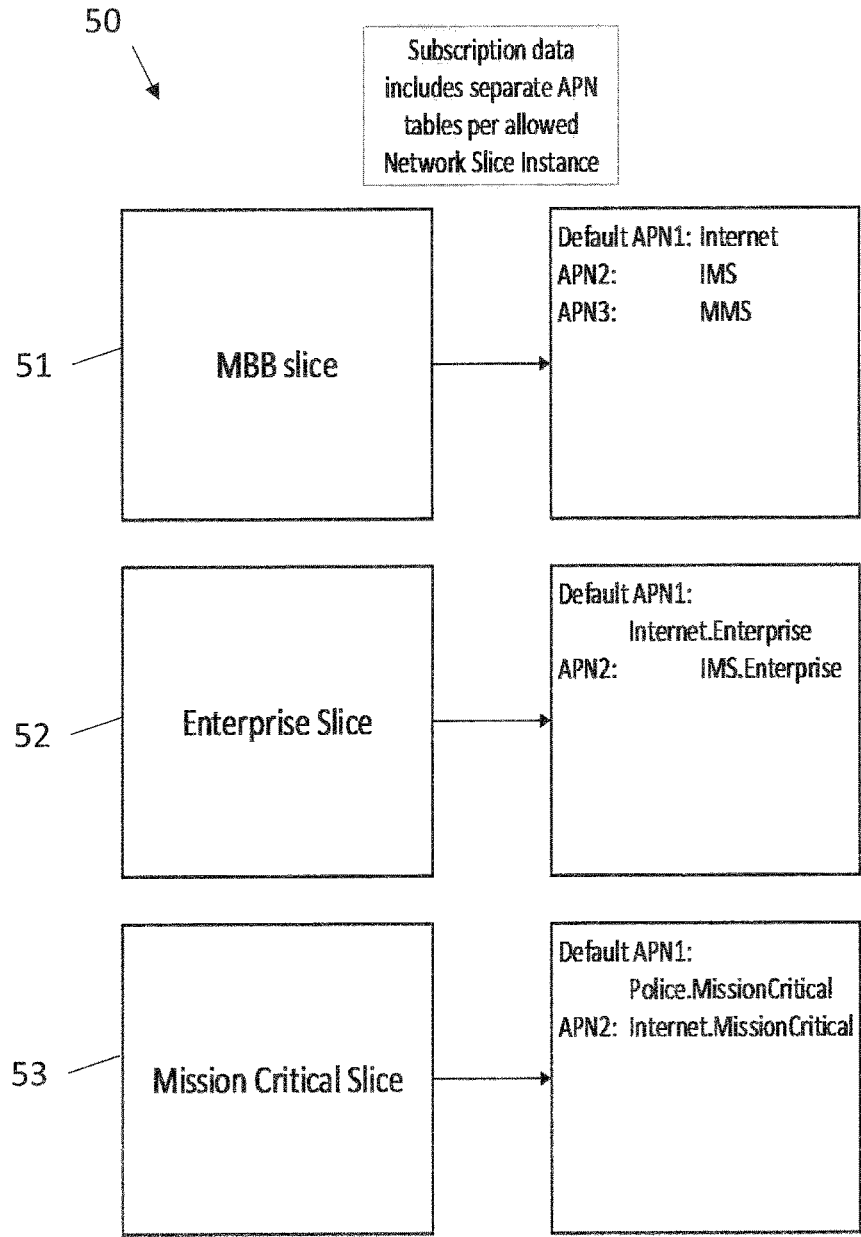 50
Subscription data
includes separate APN
tables per allowed
Network Slice Instance
51
MBB slice
Default APN1: Internet
APN2: IMS
APN3: MMS
52
Enterprise Slice
Default APN1:
Internet.Enterprise
APN2: IMS.Enterprise
53
Mission Critical Slice
Default APN1:
Police.MissionCritical
APN2: Internet.MissionCritical